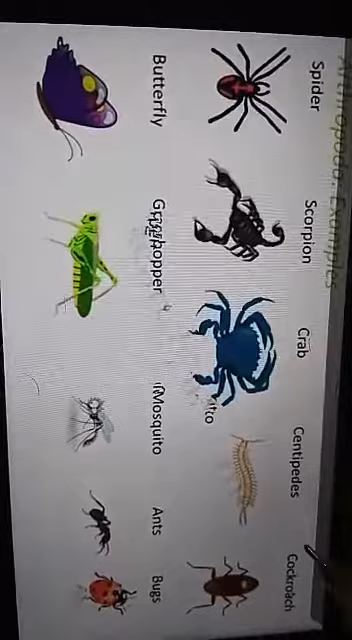 Arthropoda: Examples
Spider Scorpion Crab Centipedes Cockroach
Butterfly Grasshopper Mosquito Ants Bugs